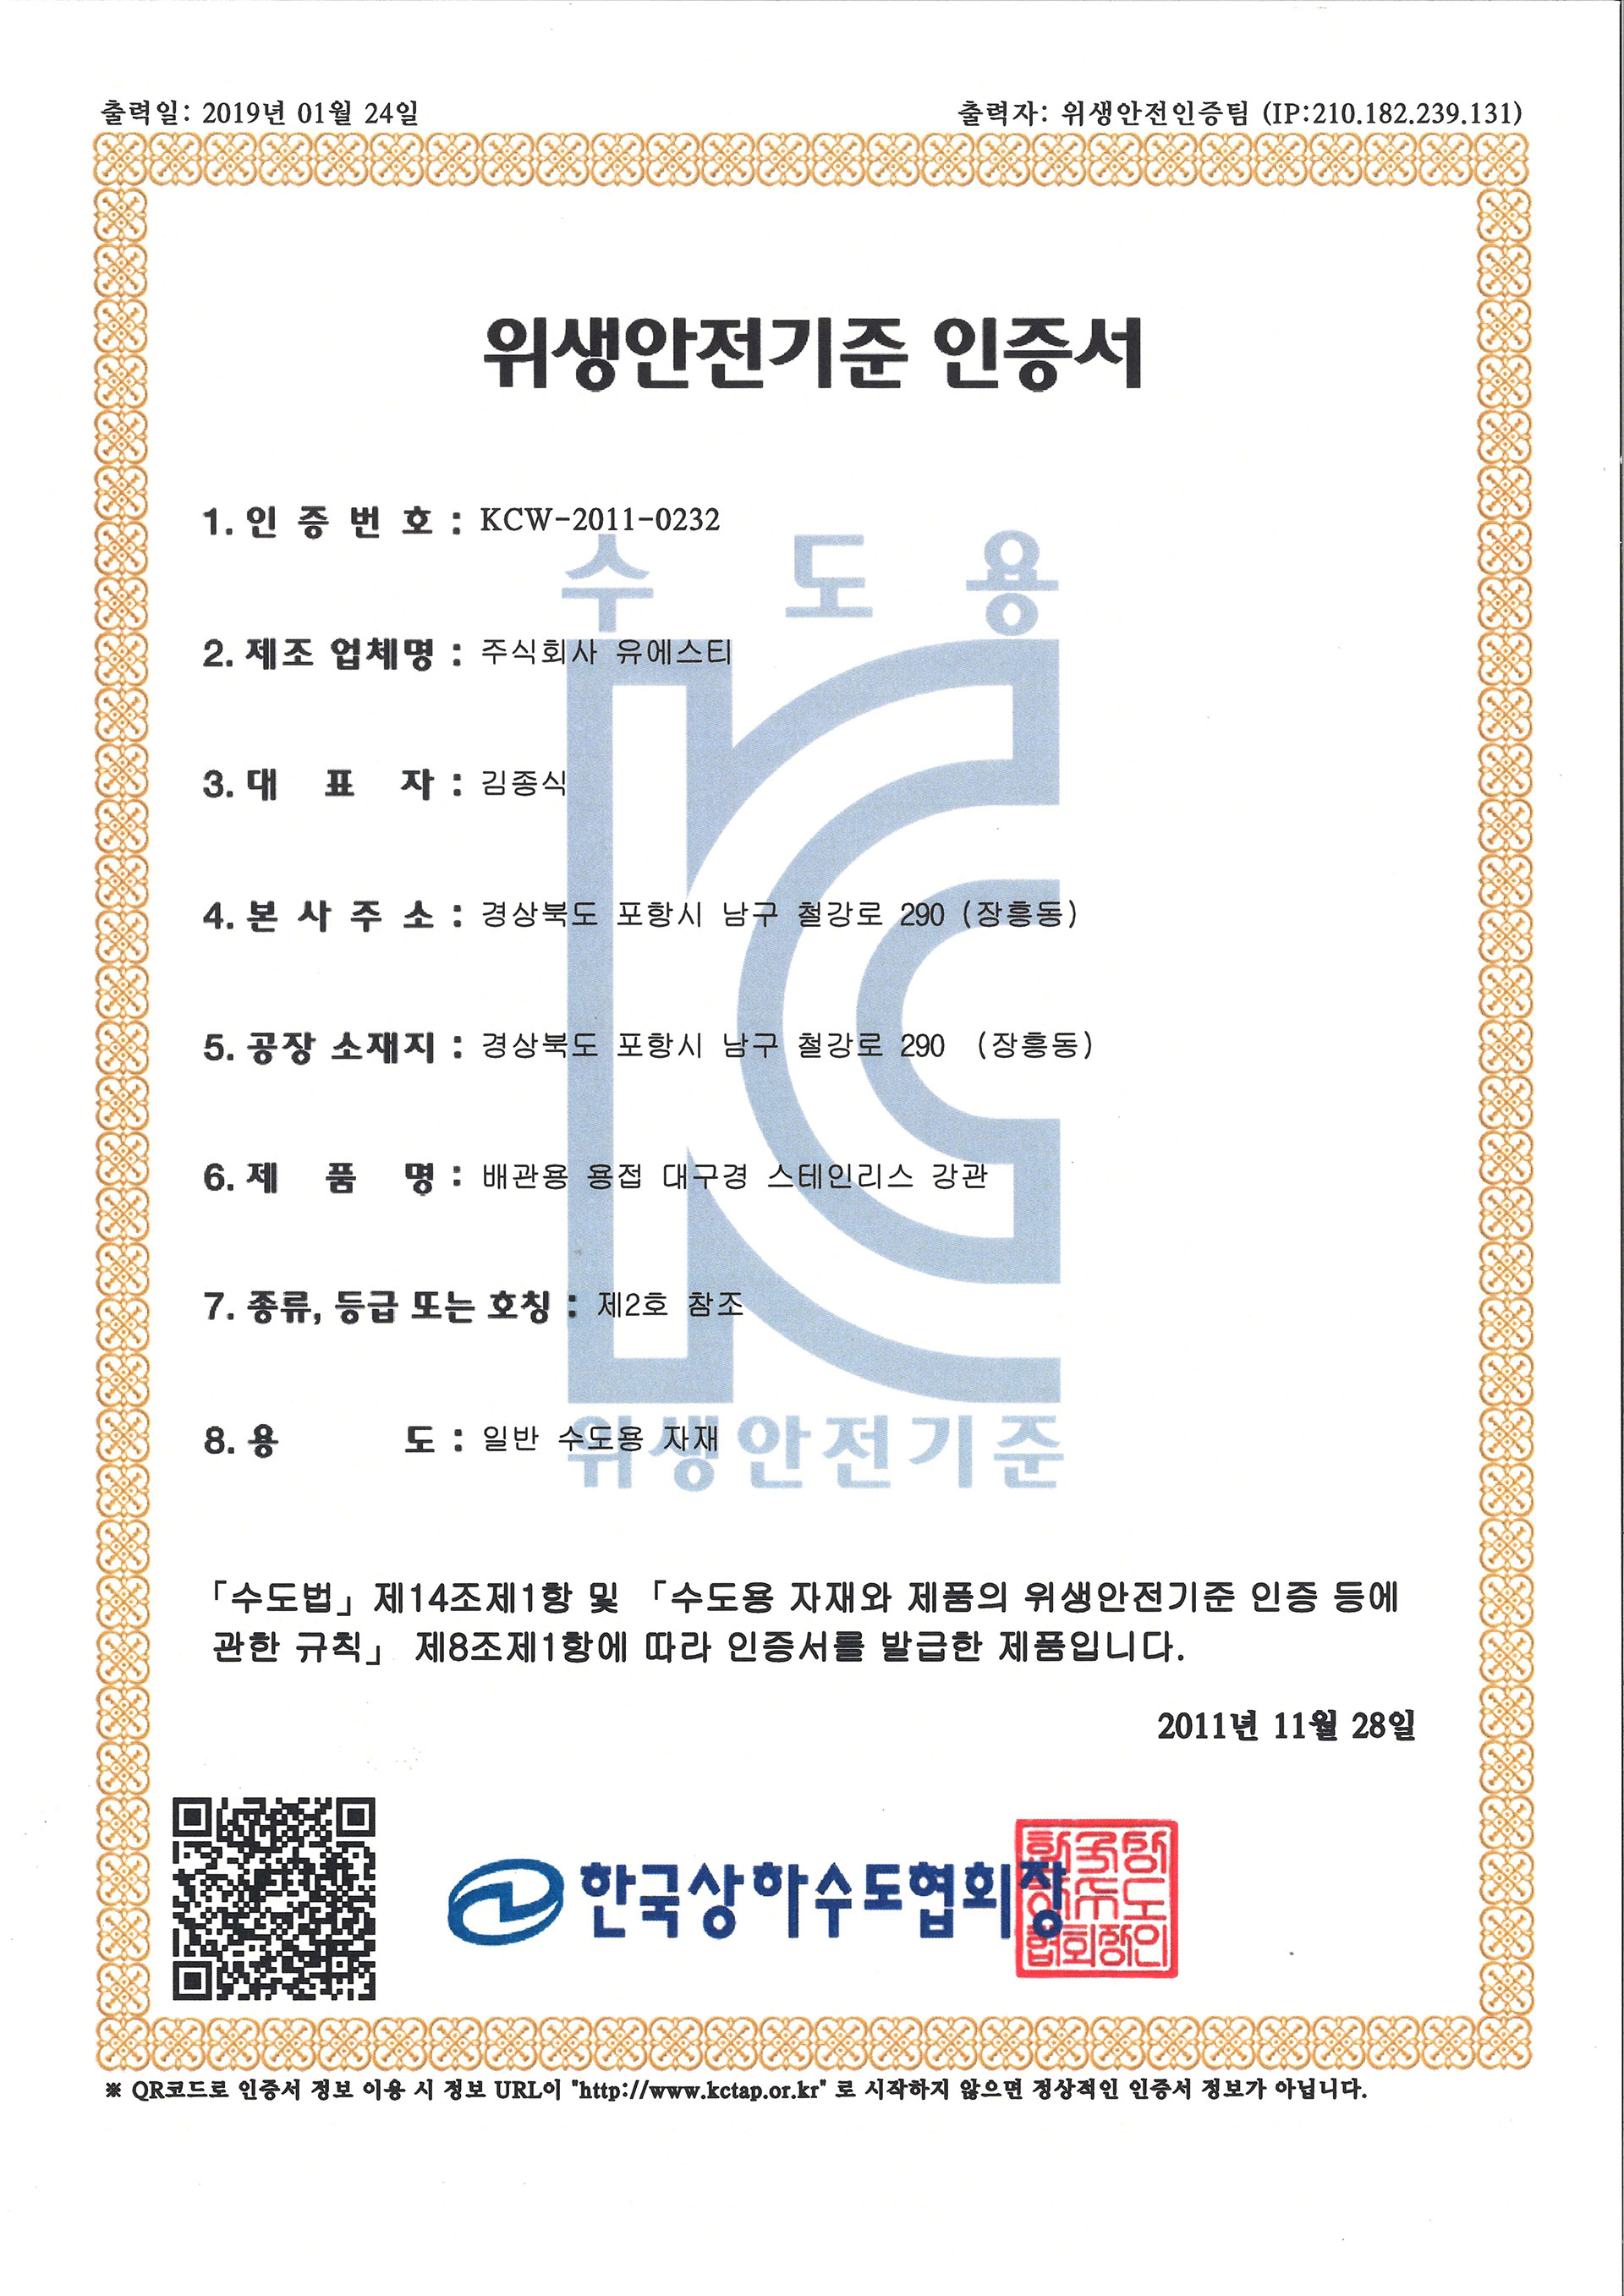 출력일: 2019년 01월 24일
출력자: 위생안전인증팀 (IP:210.182.239.131)
위생안전기준 인증서
1. 인 증 번 호 : KCW-2011-0232
수 도 용
2. 제조 업체명 : 주식회사 유에스티
3. 대 표 자 : 김종식
KC
4. 본 사 주 소 : 경상북도 포항시 남구 철강로 290 (장흥동)
5. 공장 소재지 : 경상북도 포항시 남구 철강로 290 (장흥동)
6. 제 품 명 : 배관용 용접 대구경 스테인리스 강관
7. 종류, 등급 또는 호칭 : 제2호 참조
8. 용 도 : 일반 수도용 자재
위생안전기준
「수도법」제14조제1항 및 「수도용 자재와 제품의 위생안전기준 인증 등에
관한 규칙」 제8조제1항에 따라 인증서를 발급한 제품입니다.
2011년 11월 28일
한국상하수도협회장
한국상
하수도
협회장인
※ QR코드로 인증서 정보 이용 시 정보 URL이 "http://www.kctap.or.kr" 로 시작하지 않으면 정상적인 인증서 정보가 아닙니다.